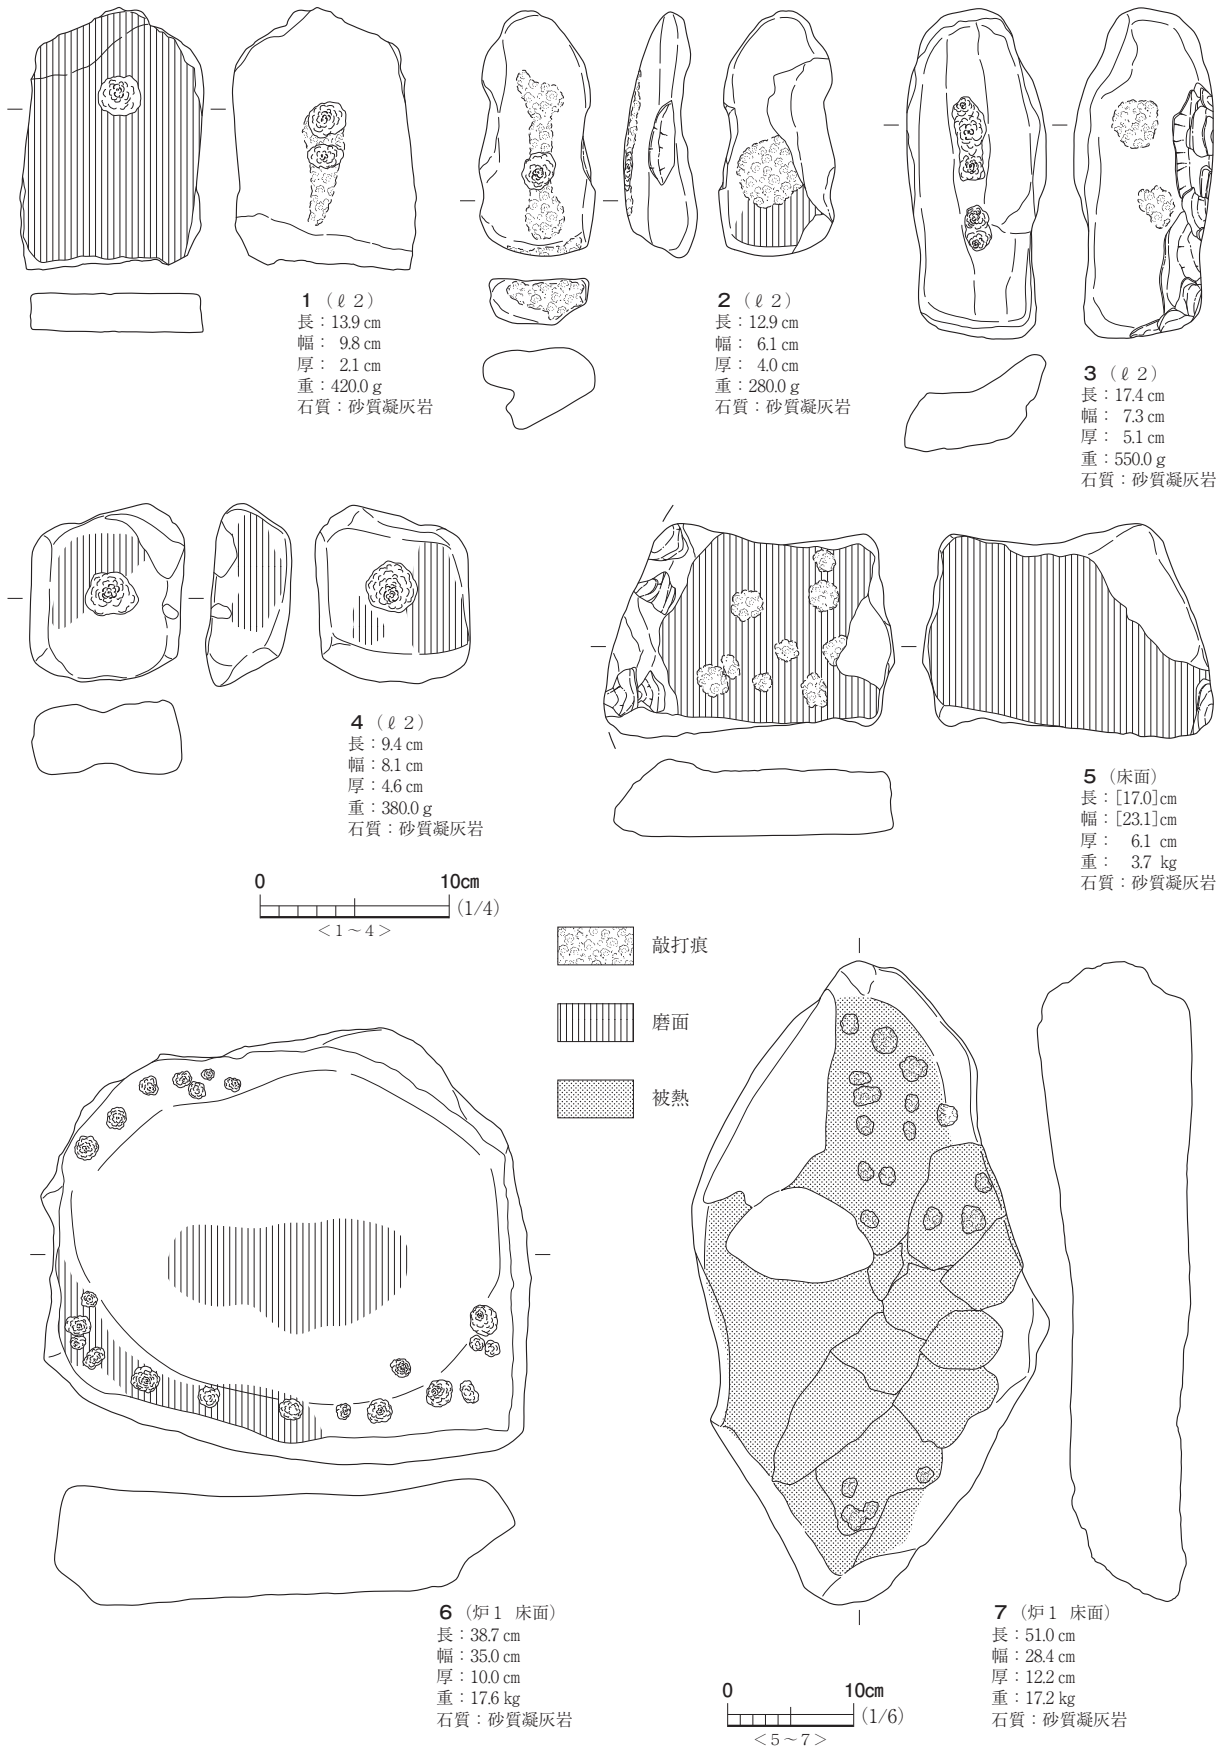 1 （ℓ 2）
長：13.9 cm
幅： 9.8 cm
厚： 2.1 cm
重：420.0 g
石質：砂質凝灰岩
2 （ℓ 2）
長：12.9 cm
幅： 6.1 cm
厚： 4.0 cm
重：280.0 g
石質：砂質凝灰岩
3 （ℓ 2）
長：17.4 cm
幅： 7.3 cm
厚： 5.1 cm
重：550.0 g
石質：砂質凝灰岩
4 （ℓ 2）
長：9.4 cm
幅：8.1 cm
厚：4.6 cm
重：380.0 g
石質：砂質凝灰岩
5 （床面）
長：[17.0]cm
幅：[23.1]cm
厚： 6.1 cm
重： 3.7 kg
石質：砂質凝灰岩
0 10cm
(1/4)
＜1～4＞
敲打痕
磨面
被熱
6 （炉1 床面）
長：38.7 cm
幅：35.0 cm
厚：10.0 cm
重：17.6 kg
石質：砂質凝灰岩
7 （炉1 床面）
長：51.0 cm
幅：28.4 cm
厚：12.2 cm
重：17.2 kg
石質：砂質凝灰岩
0 10cm
(1/6)
＜5～7＞